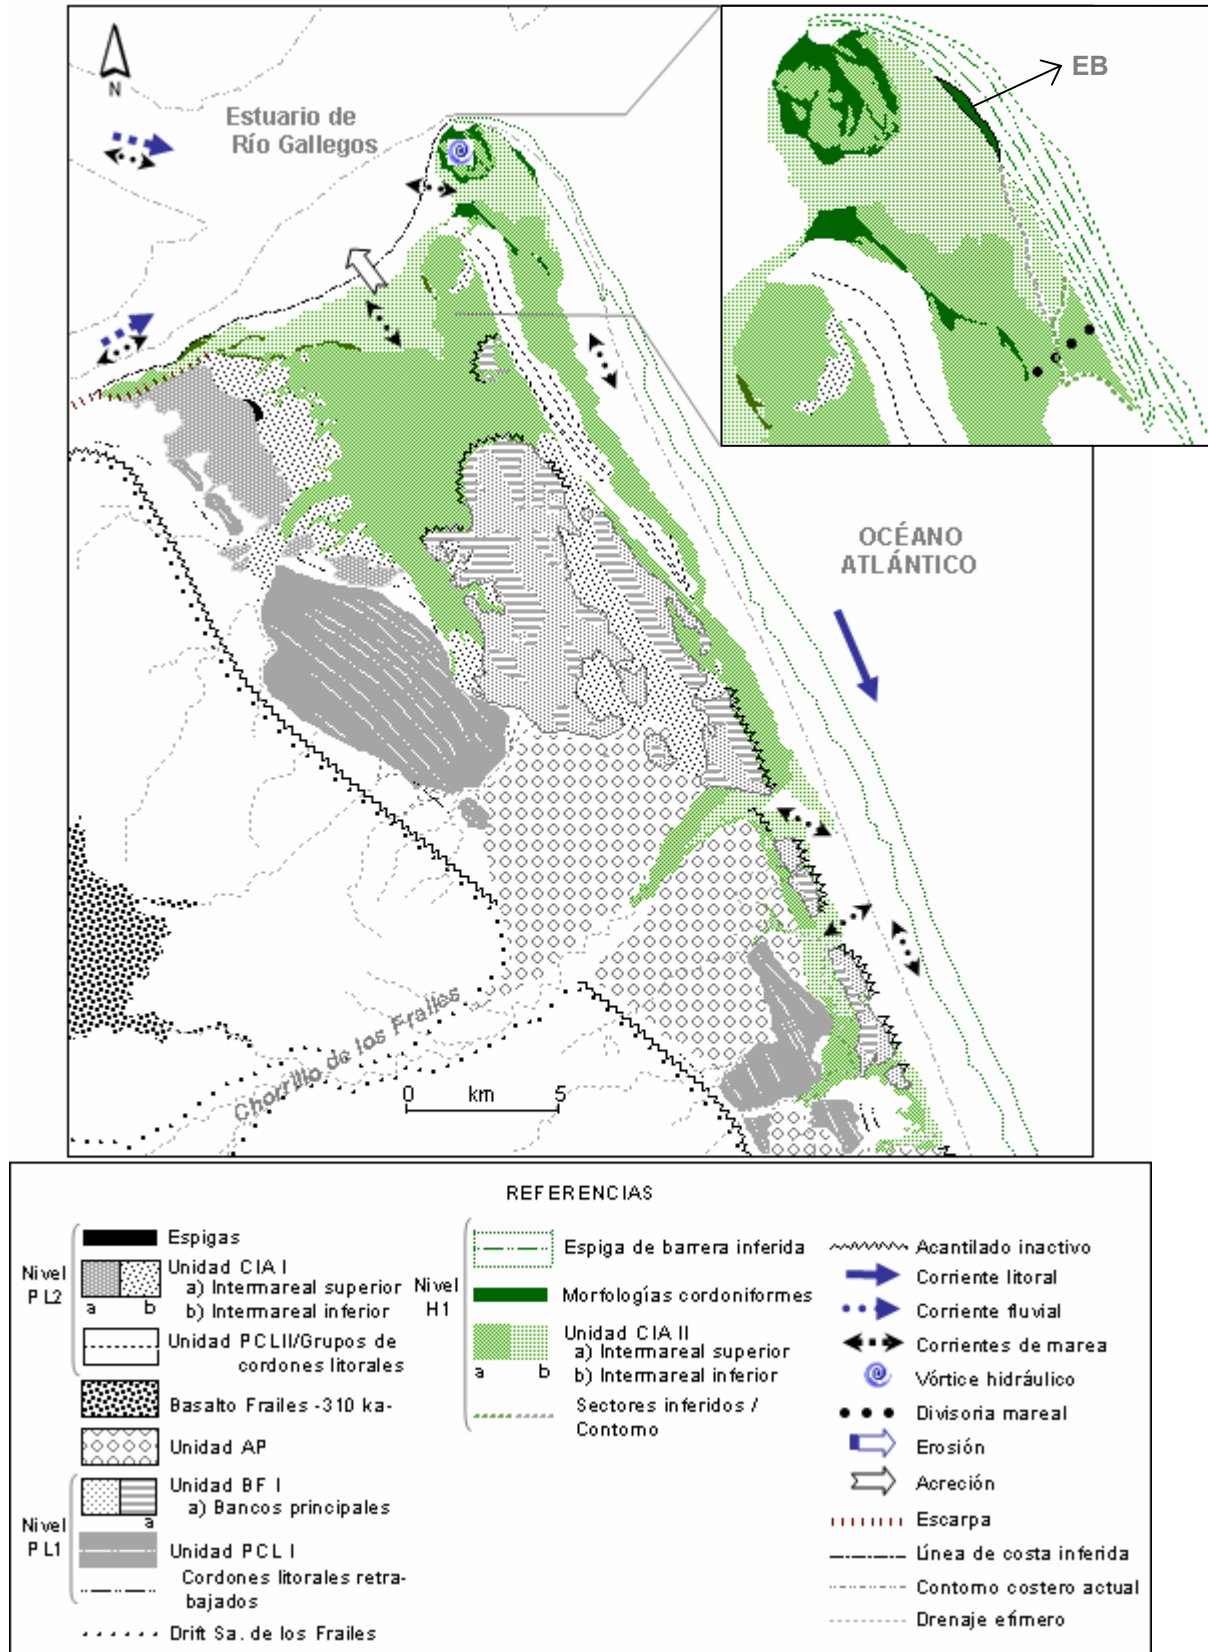 N
Estuario de
Río Gallegos
EB
OCÉANO
ATLÁNTICO
Chorrillo de los Frailes
0 km 5
REFERENCIAS
Nivel
PL2
Espigas
Unidad CIA I
a) Intermareal superior
b) Intermareal inferior
a b
Unidad PCLII/Grupos de
cordones litorales
Basalto Frailes -310 ka-
Unidad AP
Nivel
PL1
Unidad BF I
a) Bancos principales
a
Unidad PCL I
Cordones litorales retra-
bajados
Drift Sa. de los Frailes
Nivel
H1
Espiga de barrera inferida
Morfologías cordoniformes
Unidad CIA II
a) Intermareal superior
b) Intermareal inferior
a b
Sectores inferidos /
Contorno
Acantilado inactivo
Corriente litoral
Corriente fluvial
Corrientes de marea
Vórtice hidráulico
Divisoria mareal
Erosión
Acreción
Escarpa
Línea de costa inferida
Contorno costero actual
Drenaje efímero